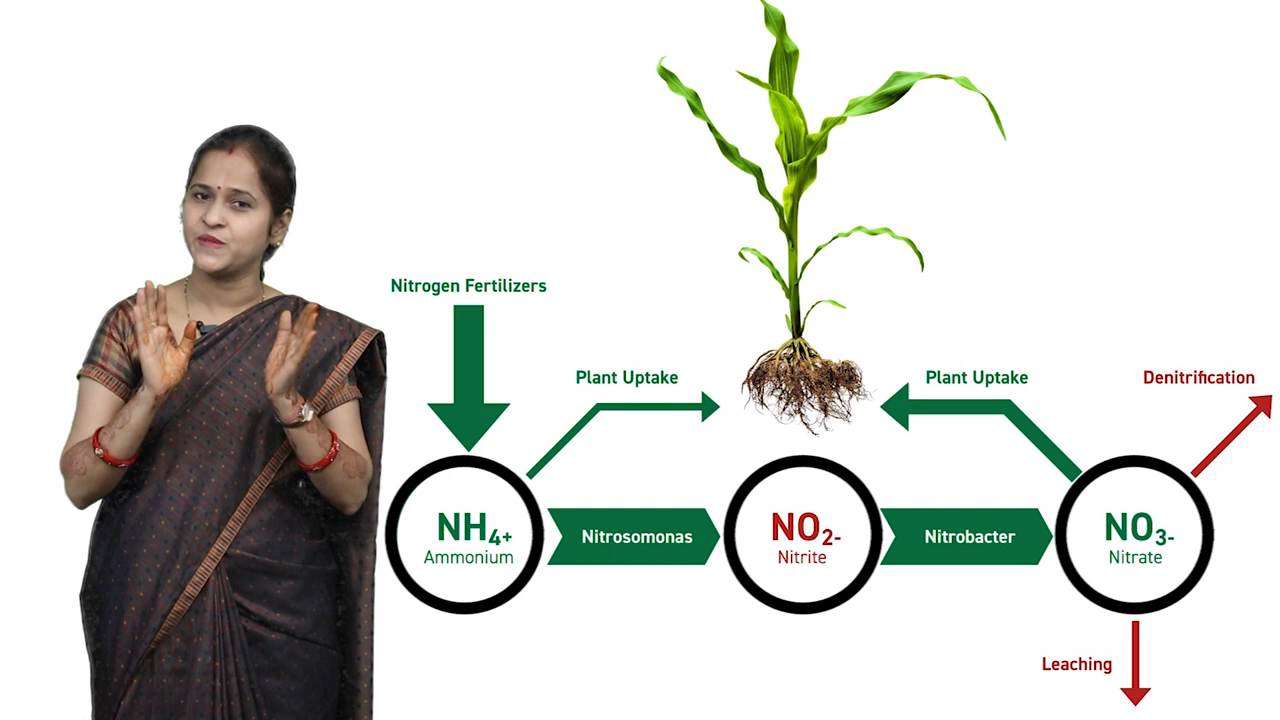 Nitrogen Fertilizers
Plant Uptake
Plant Uptake
Denitrification
NH4+
Ammonium
Nitrosomonas
NO2-
Nitrite
Nitrobacter
NO3-
Nitrate
Leaching